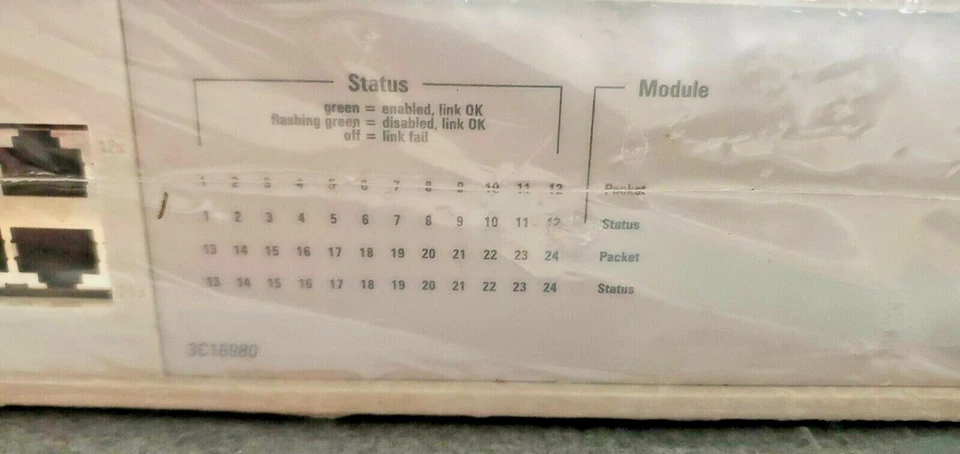 Status
Module
green = enabled, link OK
flashing green = disabled, link OK
off = link fail
12x
1 2 3 4 5 6 7 8 9 10 11 12 Packet
1 2 3 4 5 6 7 8 9 10 11 12 Status
13 14 15 16 17 18 19 20 21 22 23 24 Packet
13 14 15 16 17 18 19 20 21 22 23 24 Status
3C16980